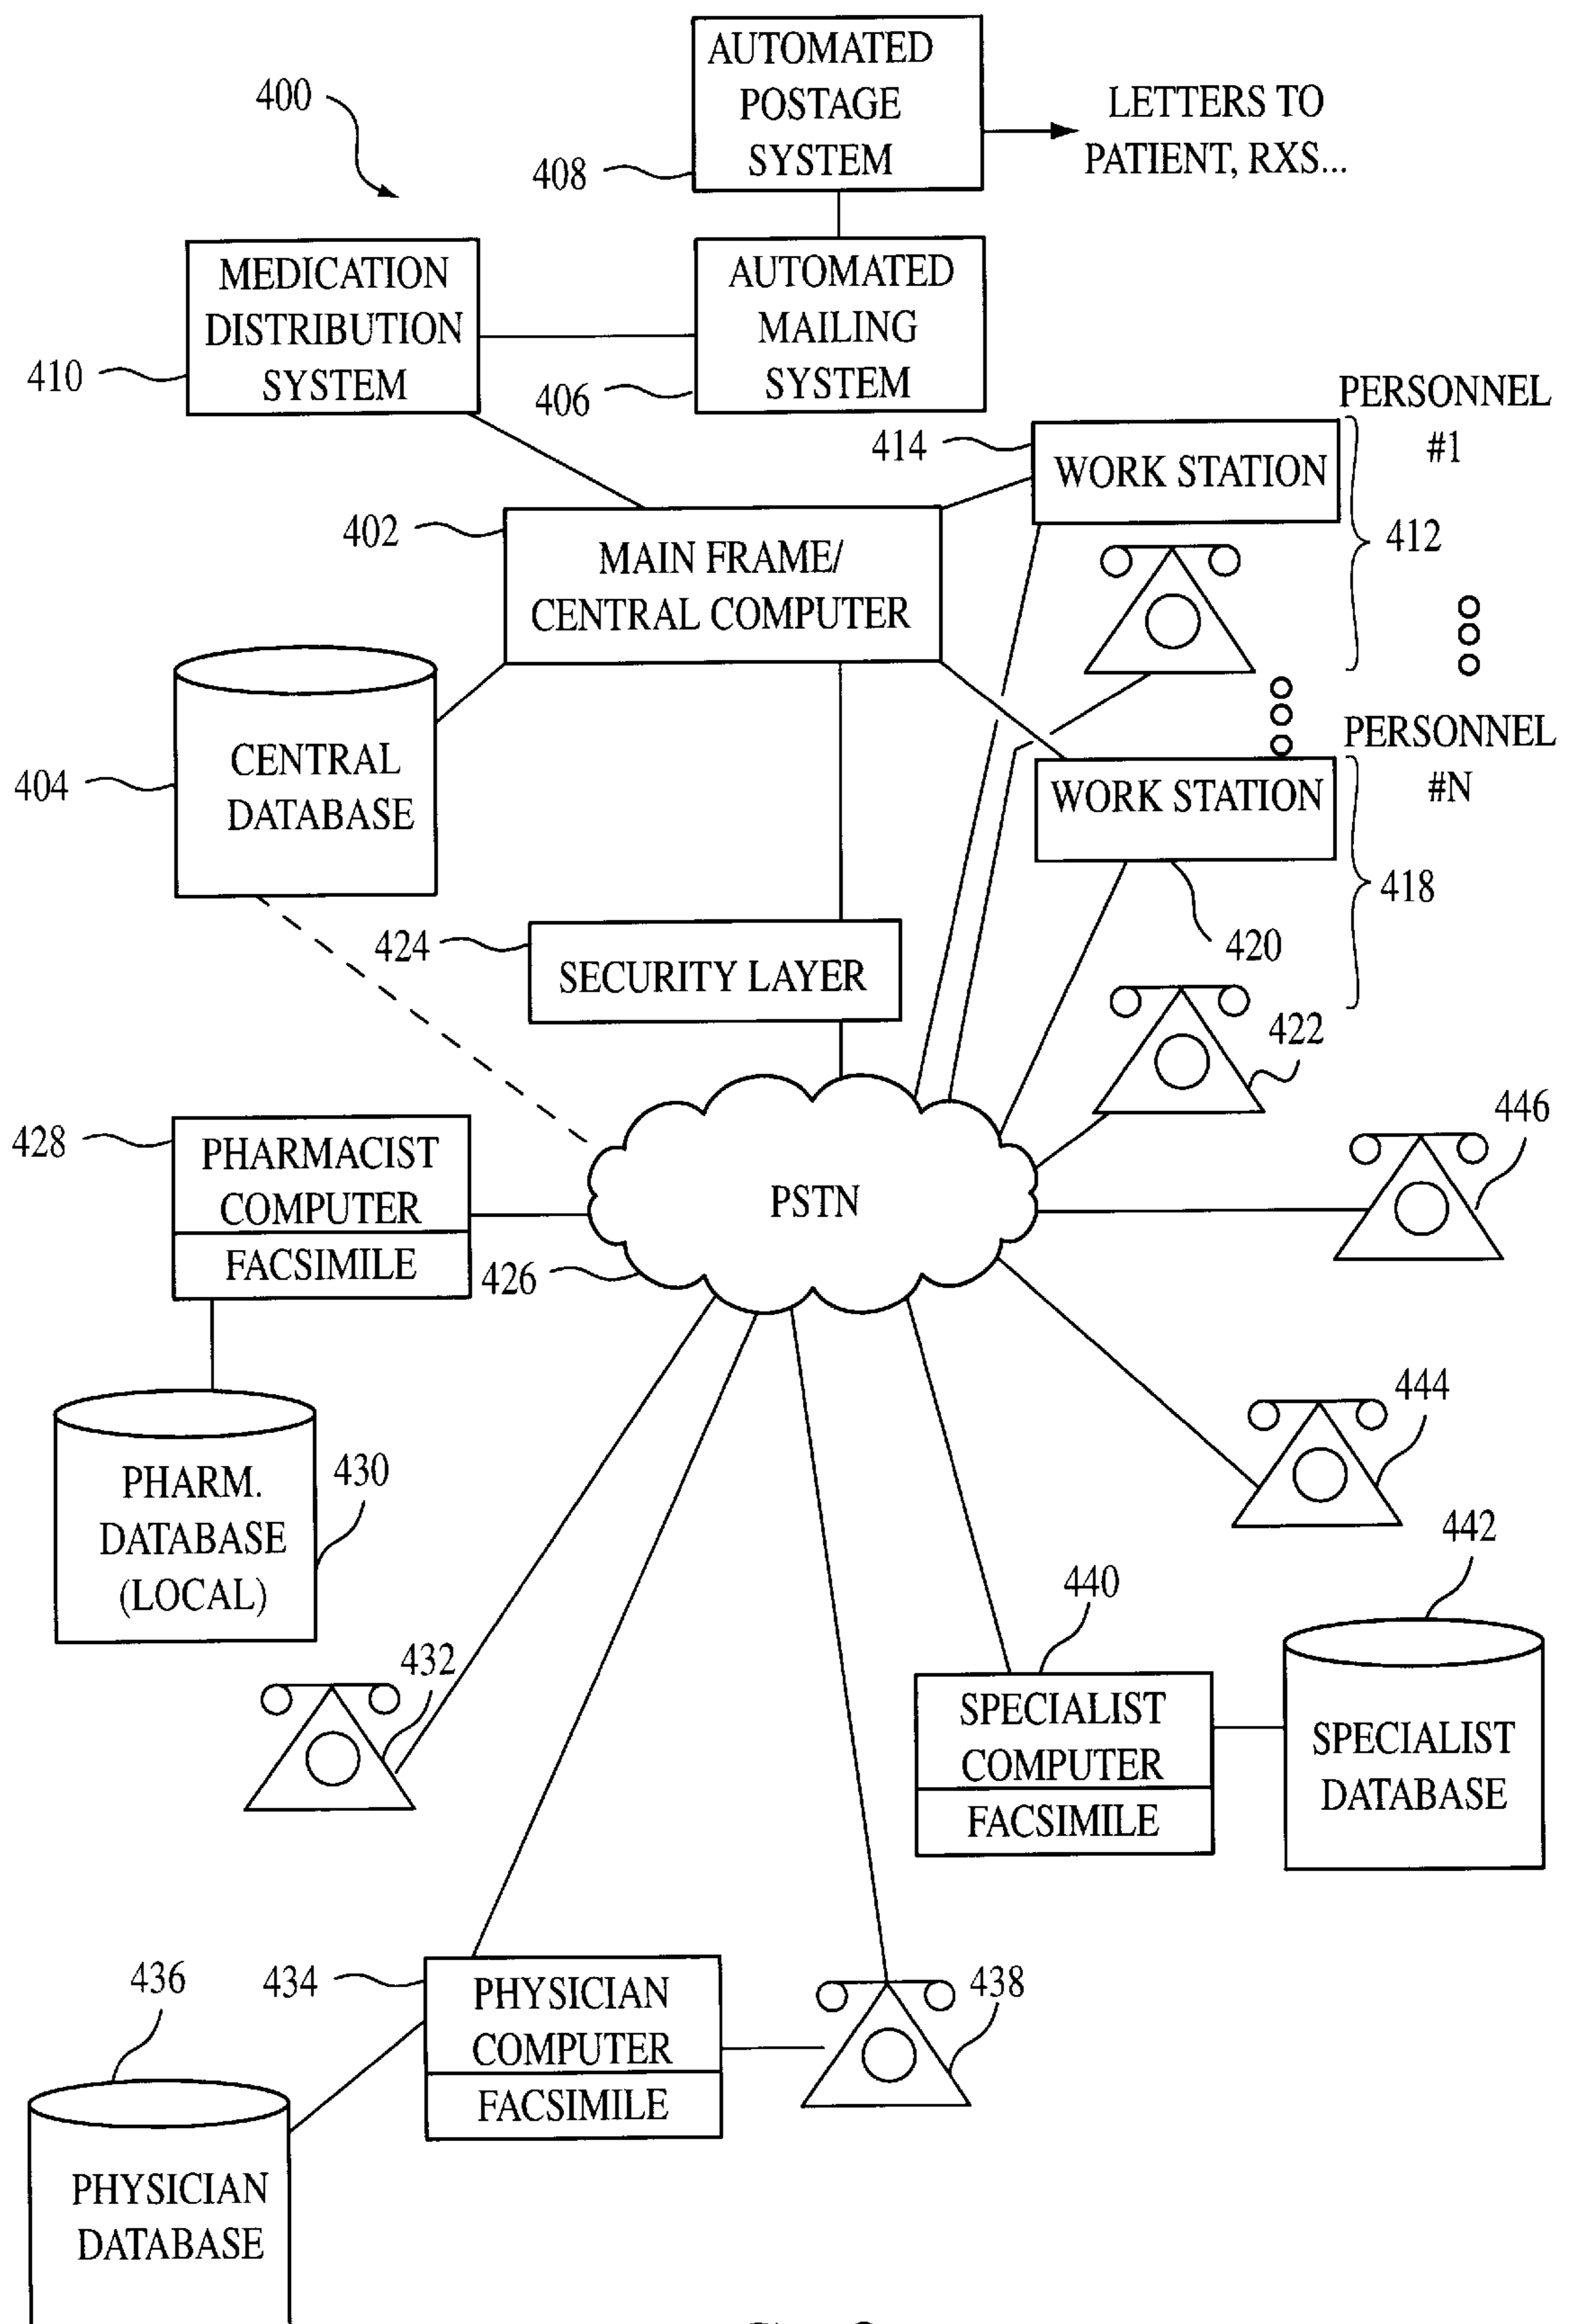 AUTOMATED
POSTAGE
SYSTEM
400
LETTERS TO
PATIENT, RXS...
408
MEDICATION
DISTRIBUTION
SYSTEM
AUTOMATED
MAILING
SYSTEM
410
406
PERSONNEL
#1
414
WORK STATION
412
402
MAIN FRAME/
CENTRAL COMPUTER
PERSONNEL
#N
404
CENTRAL
DATABASE
WORK STATION
418
420
424
SECURITY LAYER
422
446
428
PHARMACIST
COMPUTER
FACSIMILE
PSTN
426
444
430
PHARM.
DATABASE
(LOCAL)
442
440
432
SPECIALIST
COMPUTER
FACSIMILE
SPECIALIST
DATABASE
436
434
PHYSICIAN
COMPUTER
FACSIMILE
438
PHYSICIAN
DATABASE